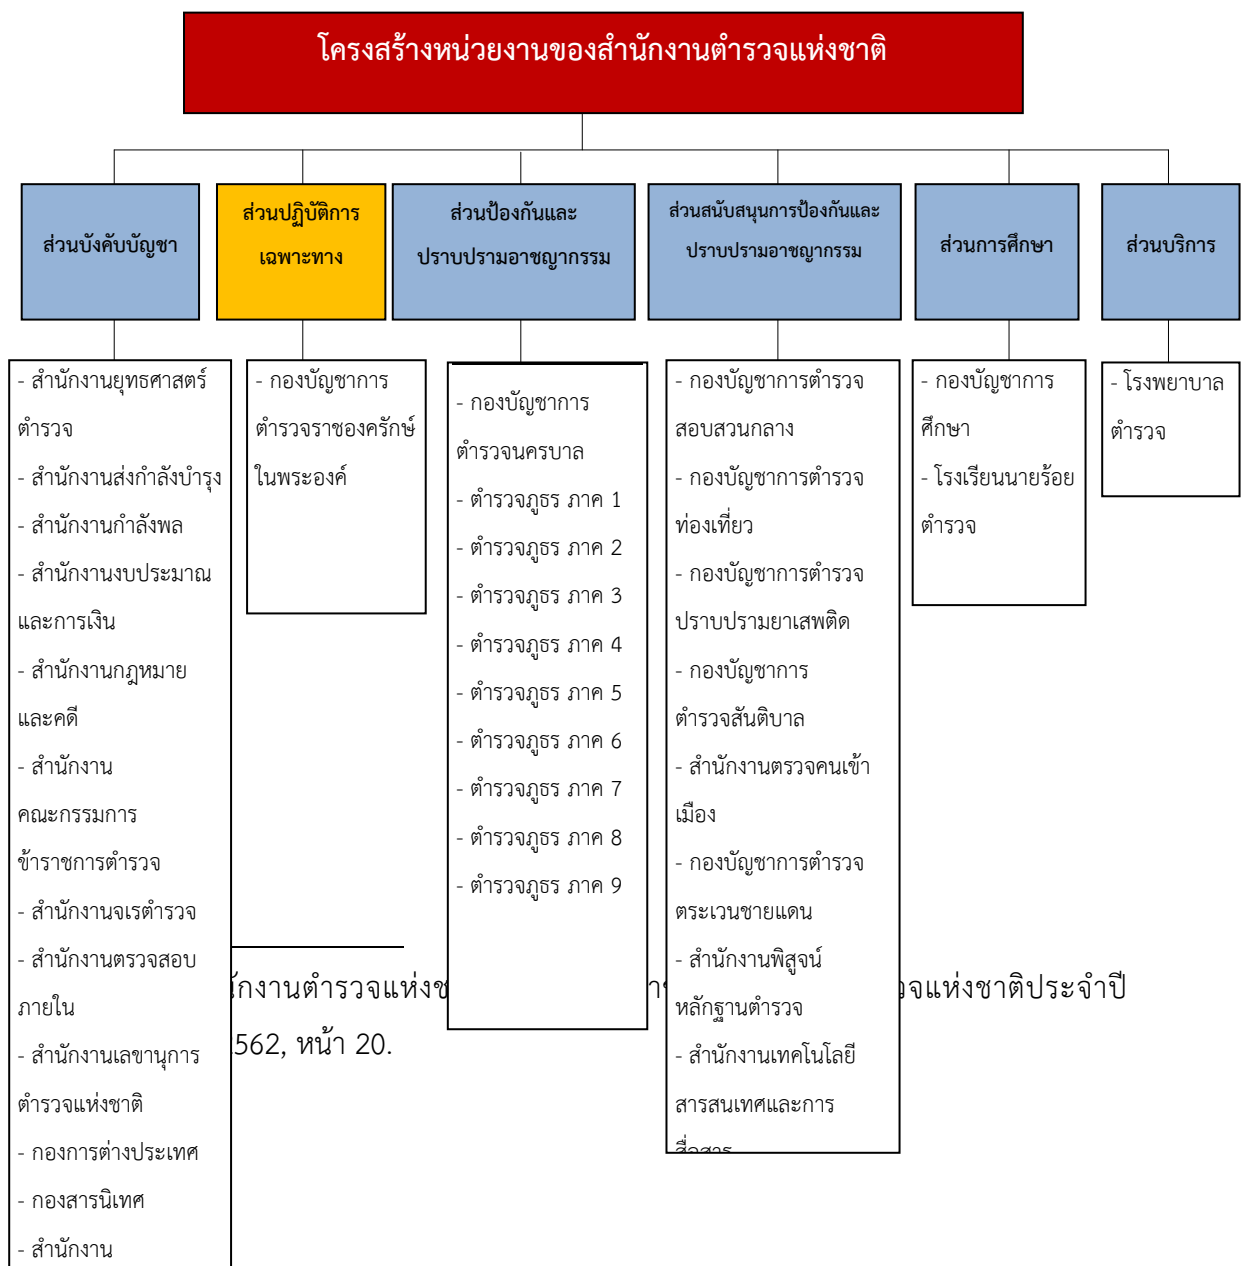 โครงสร้างหน่วยงานของสำนักงานตำรวจแห่งชาติ
ส่วนบังคับบัญชา
ส่วนปฏิบัติการ
เฉพาะทาง
ส่วนป้องกันและ
ปราบปรามอาชญากรรม
ส่วนสนับสนุนการป้องกันและ
ปราบปรามอาชญากรรม
ส่วนการศึกษา
ส่วนบริการ
- สำนักงานยุทธศาสตร์
ตำรวจ
- สำนักงานส่งกำลังบำรุง
- สำนักงานกำลังพล
- สำนักงานงบประมาณ
และการเงิน
- สำนักงานกฎหมาย
และคดี
- สำนักงาน
คณะกรรมการ
ข้าราชการตำรวจ
- สำนักงานจเรตำรวจ
- สำนักงานตรวจสอบ
ภายใน
- สำนักงานเลขานุการ
ตำรวจแห่งชาติ
- กองการต่างประเทศ
- กองสารนิเทศ
- สำนักงาน
- กองบัญชาการ
ตำรวจราชองครักษ์
ในพระองค์
- กองบัญชาการ
ตำรวจนครบาล
- ตำรวจภูธร ภาค 1
- ตำรวจภูธร ภาค 2
- ตำรวจภูธร ภาค 3
- ตำรวจภูธร ภาค 4
- ตำรวจภูธร ภาค 5
- ตำรวจภูธร ภาค 6
- ตำรวจภูธร ภาค 7
- ตำรวจภูธร ภาค 8
- ตำรวจภูธร ภาค 9
- กองบัญชาการตำรวจ
สอบสวนกลาง
- กองบัญชาการตำรวจ
ท่องเที่ยว
- กองบัญชาการตำรวจ
ปราบปรามยาเสพติด
- กองบัญชาการ
ตำรวจสันติบาล
- สำนักงานตรวจคนเข้า
เมือง
- กองบัญชาการตำรวจ
ตระเวนชายแดน
- สำนักงานพิสูจน์
หลักฐานตำรวจ
- สำนักงานเทคโนโลยี
สารสนเทศและการ
สื่อสาร
- กองบัญชาการ
ศึกษา
- โรงเรียนนายร้อย
ตำรวจ
- โรงพยาบาล
ตำรวจ
นักงานตำรวจแห่งช วจแห่งชาติประจำปี
562, หน้า 20.